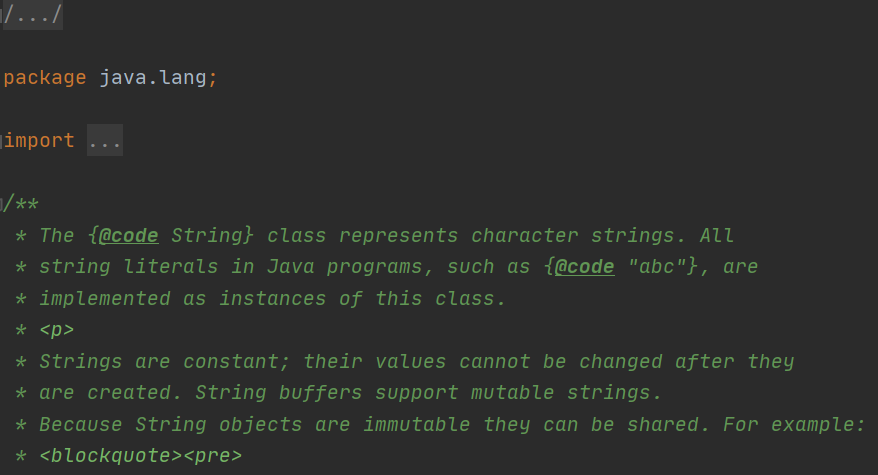 /.../
package java.lang;
import ...
/**
* The {@code String} class represents character strings. All
* string literals in Java programs, such as {@code "abc"}, are
* implemented as instances of this class.
* <p>
* Strings are constant; their values cannot be changed after they
* are created. String buffers support mutable strings.
* Because String objects are immutable they can be shared. For example:
* <blockquote><pre>